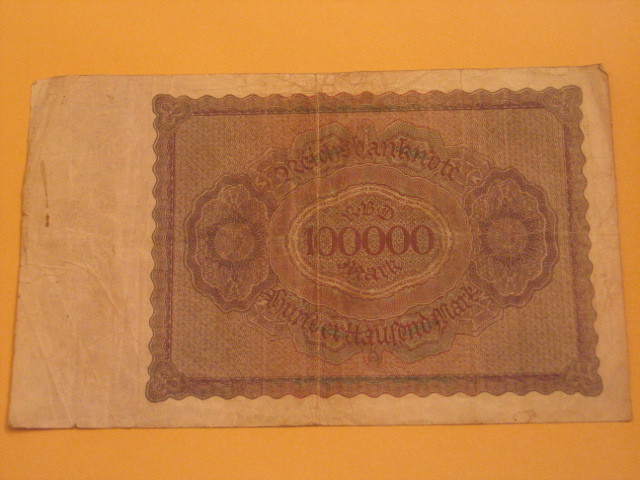 Reichsbanknote
R.B.D
100000
Mark
Hunderttausend Mark